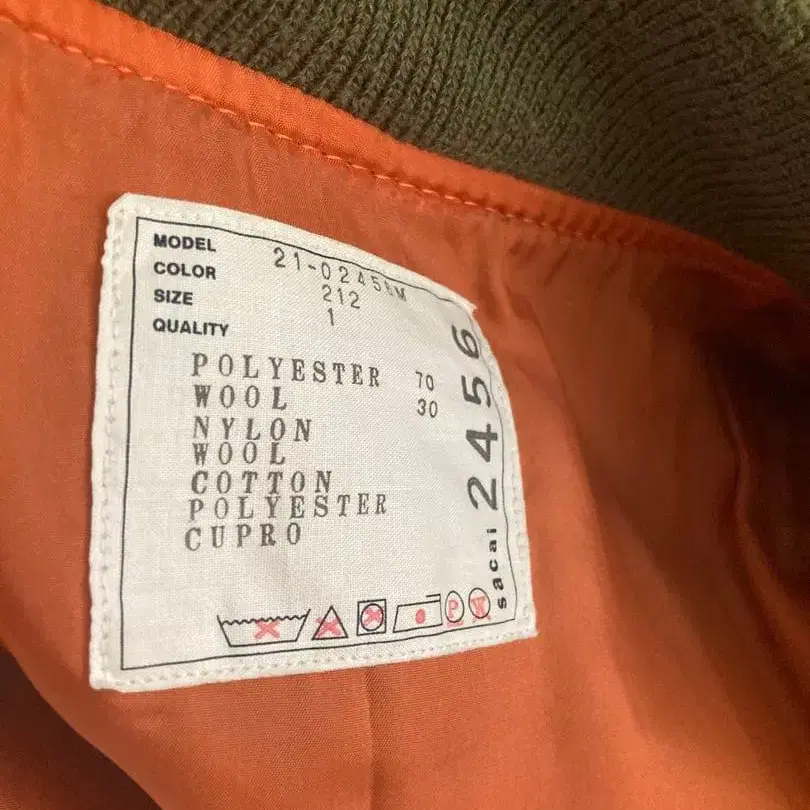 MODEL 21-02456M
COLOR 212
SIZE 1
QUALITY
POLYESTER 70
WOOL 30
NYLON
WOOL
COTTON
POLYESTER
CUPRO
P W
sacai 2456